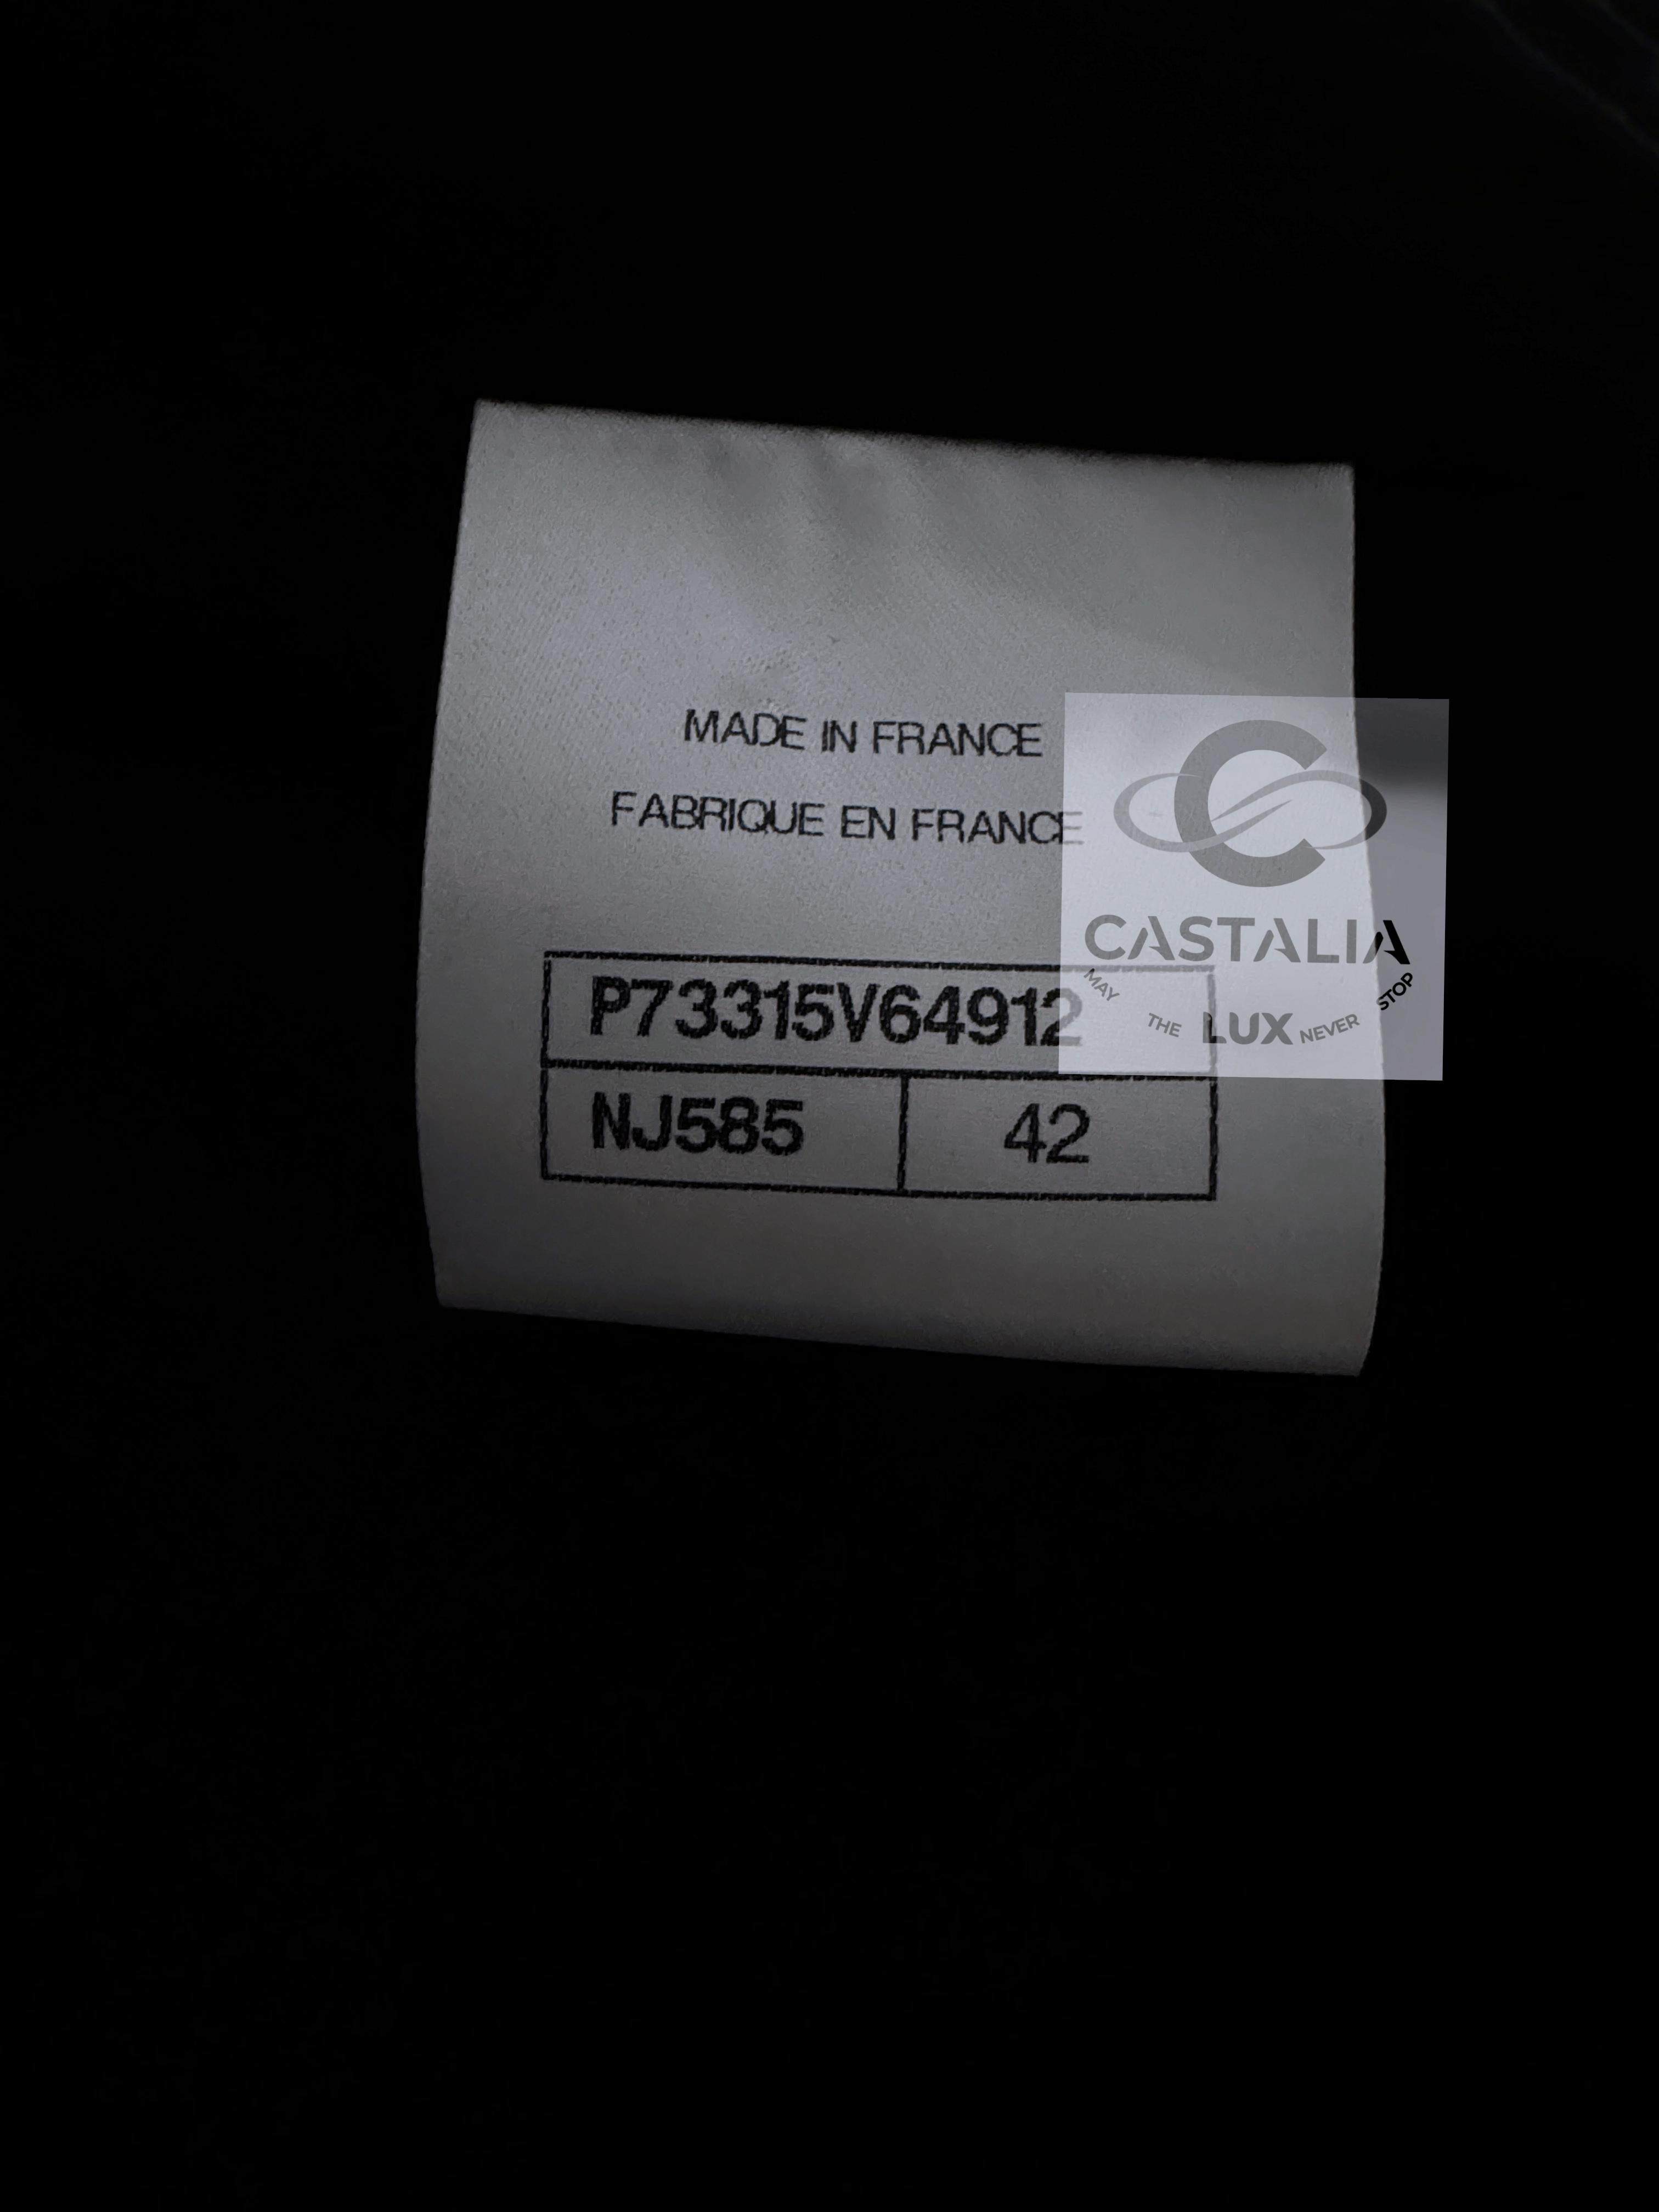 MADE IN FRANCE
FABRIQUE EN FRANCE
P73315V64912
NJ585
42
CASTALIA
MAY THE LUX NEVER STOP